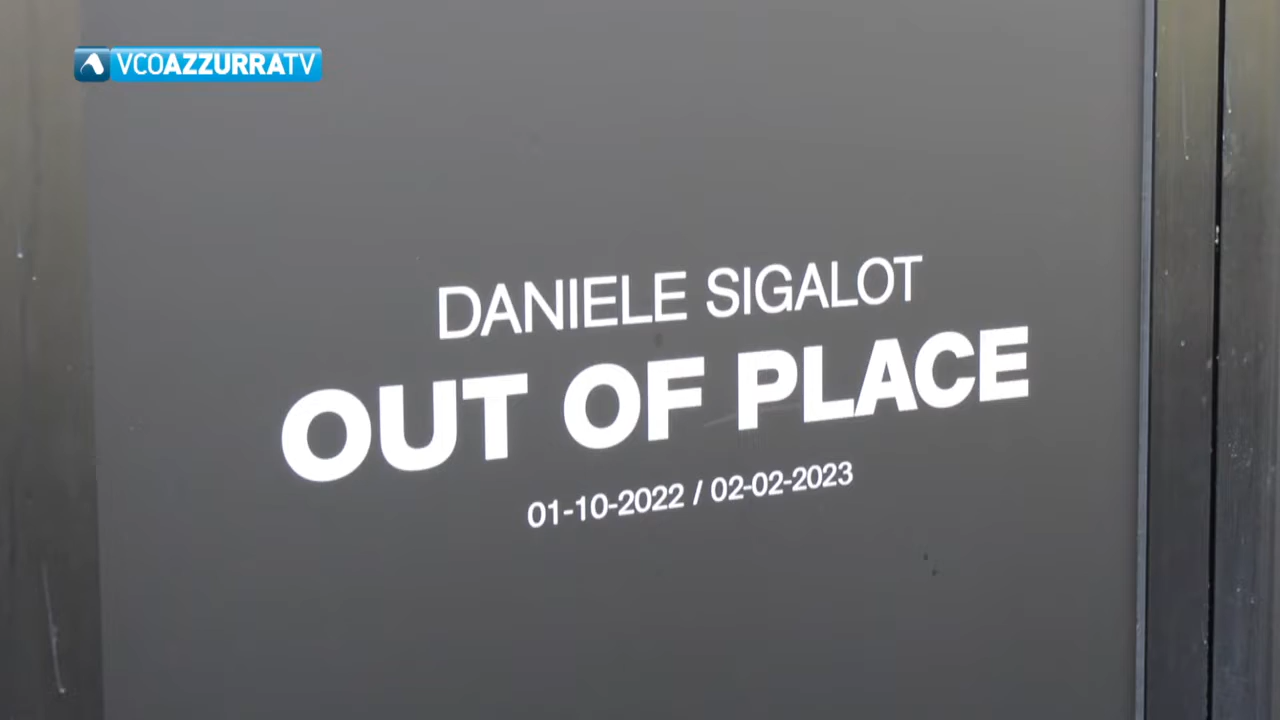 VCOAZZURRATV
DANIELE SIGALOT
OUT OF PLACE
01-10-2022 / 02-02-2023